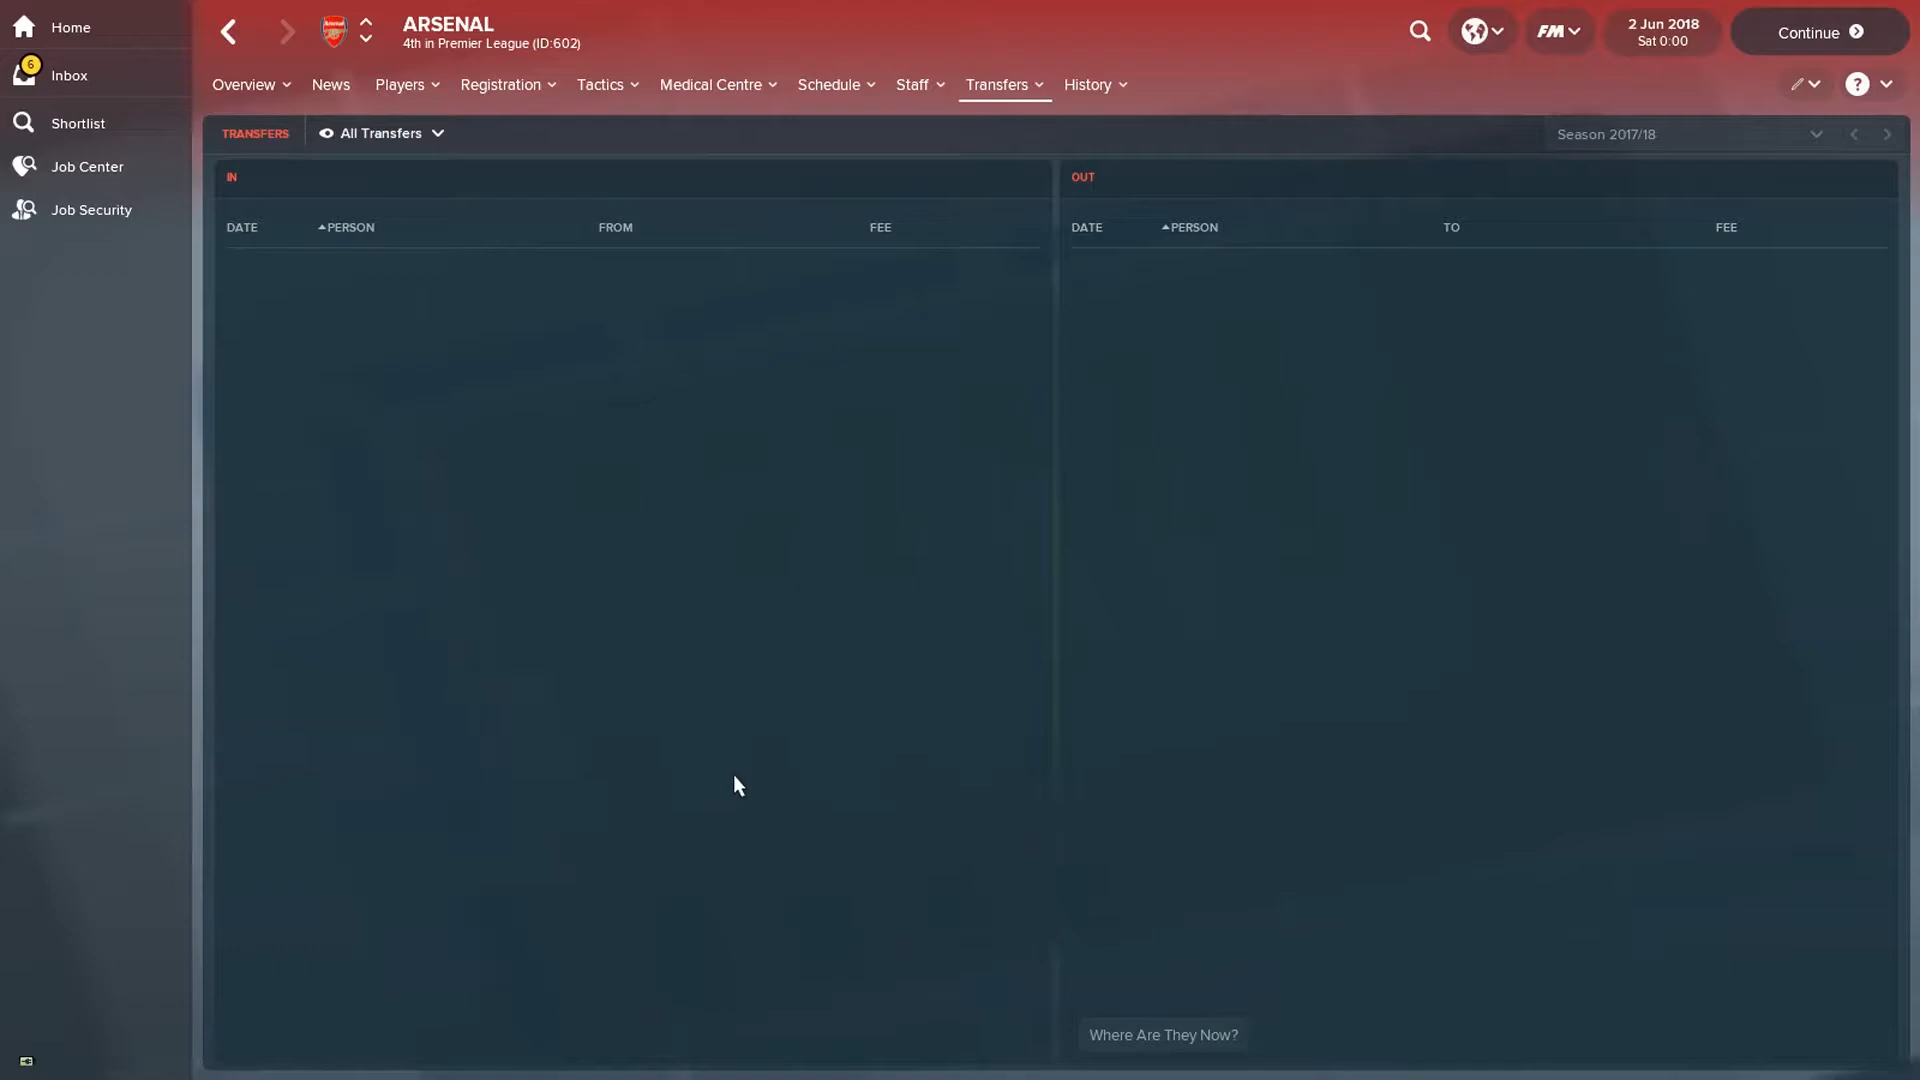 Home
6
Inbox
Shortlist
Job Center
Job Security
ARSENAL
4th in Premier League (ID:602)
FM
2 Jun 2018
Sat 0:00
Continue
Overview
News
Players
Registration
Tactics
Medical Centre
Schedule
Staff
Transfers
History
?
TRANSFERS
All Transfers
Season 2017/18
IN
DATE PERSON FROM FEE
OUT
DATE PERSON TO FEE
Where Are They Now?